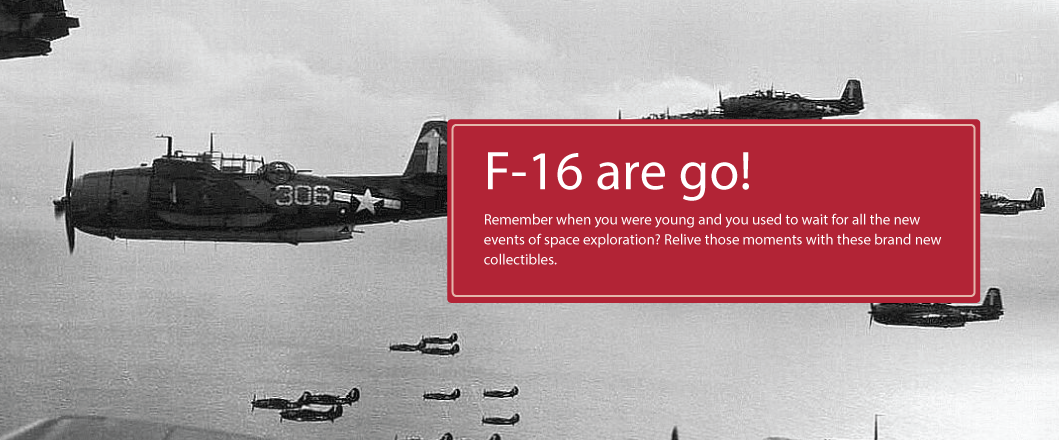 306
F-16 are go!
Remember when you were young and you used to wait for all the new
events of space exploration? Relive those moments with these brand new
collectibles.